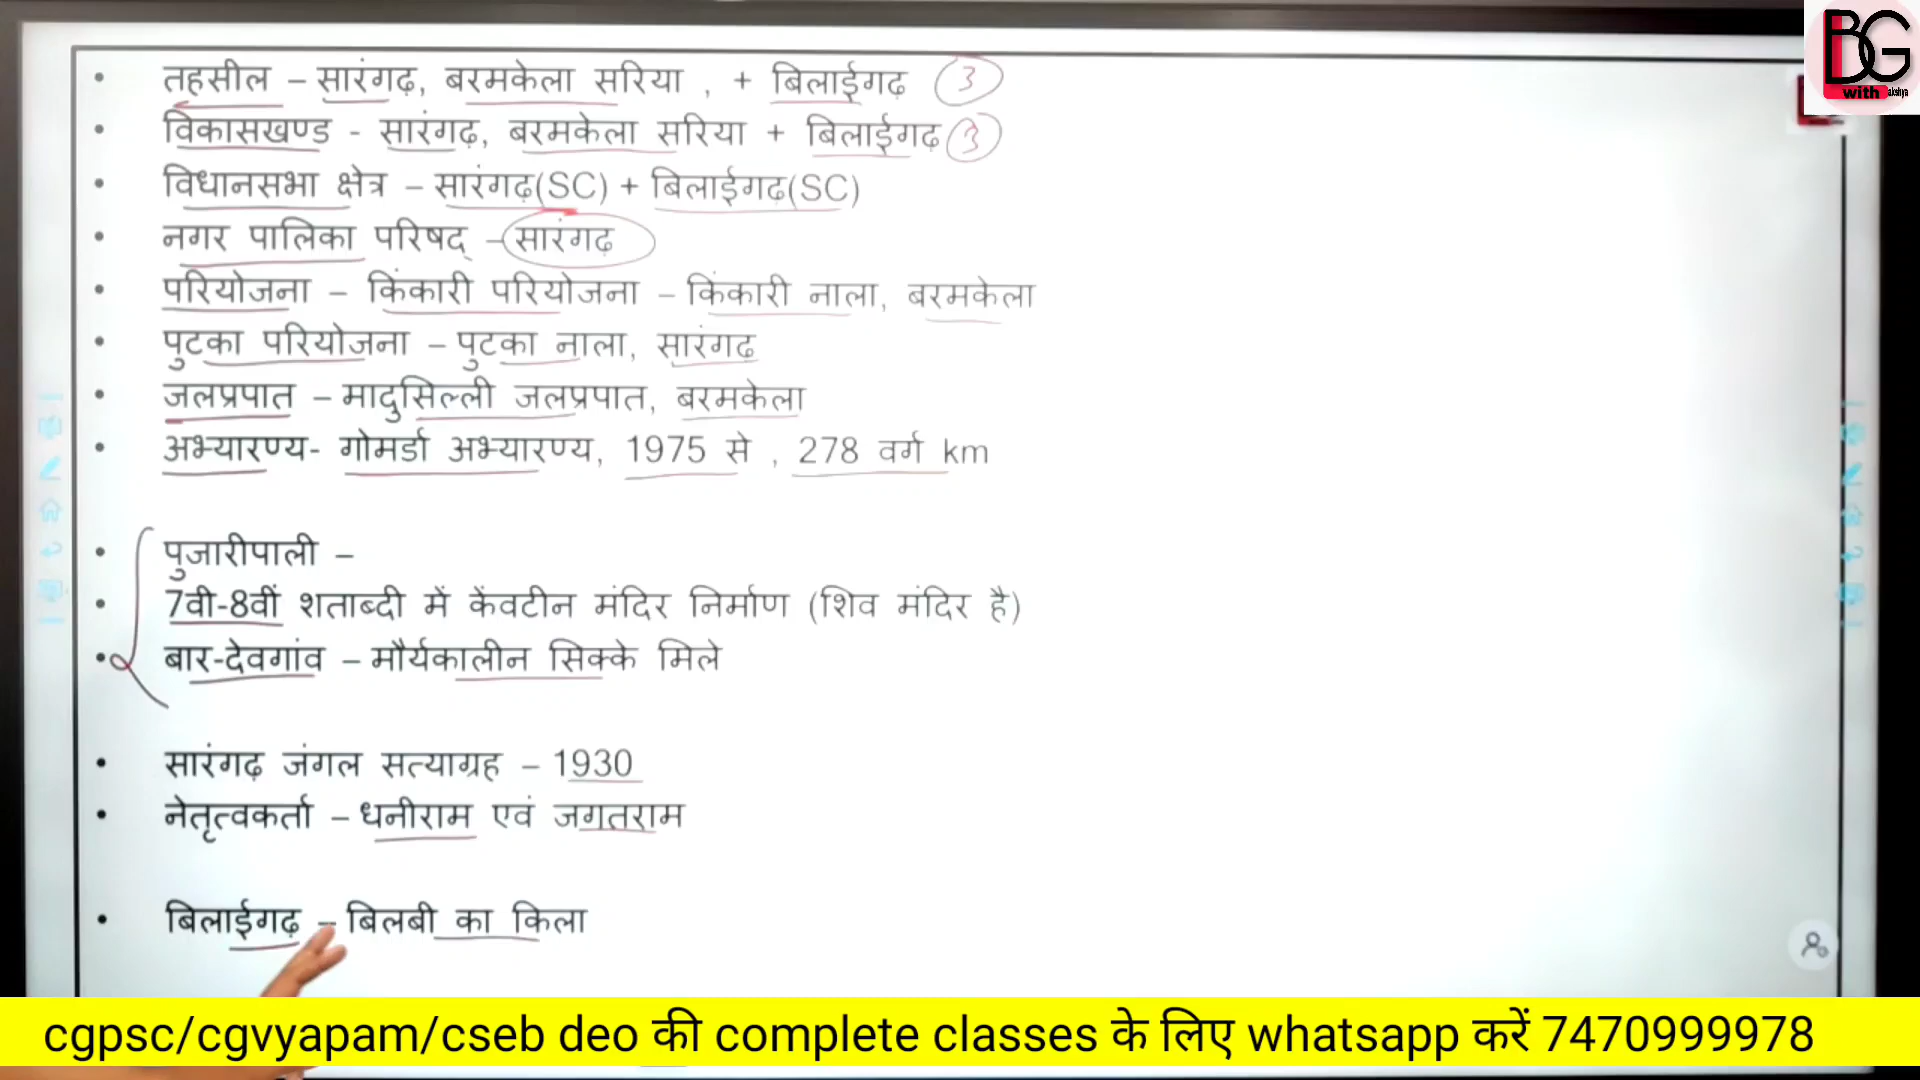 BG
with akshya
• तहसील – सारंगढ़, बरमकेला सरिया , + बिलाईगढ़ 3
• विकासखण्ड - सारंगढ़, बरमकेला सरिया + बिलाईगढ़ 3
• विधानसभा क्षेत्र – सारंगढ़(SC) + बिलाईगढ़(SC)
• नगर पालिका परिषद् – सारंगढ़
• परियोजना – किंकारी परियोजना – किंकारी नाला, बरमकेला
• पुटका परियोजना – पुटका नाला, सारंगढ
• जलप्रपात – मादुसिल्ली जलप्रपात, बरमकेला
• अभ्यारण्य- गोमर्डा अभ्यारण्य, 1975 से , 278 वर्ग km
• पुजारीपाली –
• 7वी-8वीं शताब्दी में केंवटीन मंदिर निर्माण (शिव मंदिर है)
• बार-देवगांव – मौर्यकालीन सिक्के मिले
• सारंगढ़ जंगल सत्याग्रह – 1930
• नेतृत्वकर्ता – धनीराम एवं जगतराम
• बिलाईगढ़ – बिलबी का किला
cgpsc/cgvyapam/cseb deo की complete classes के लिए whatsapp करें 7470999978